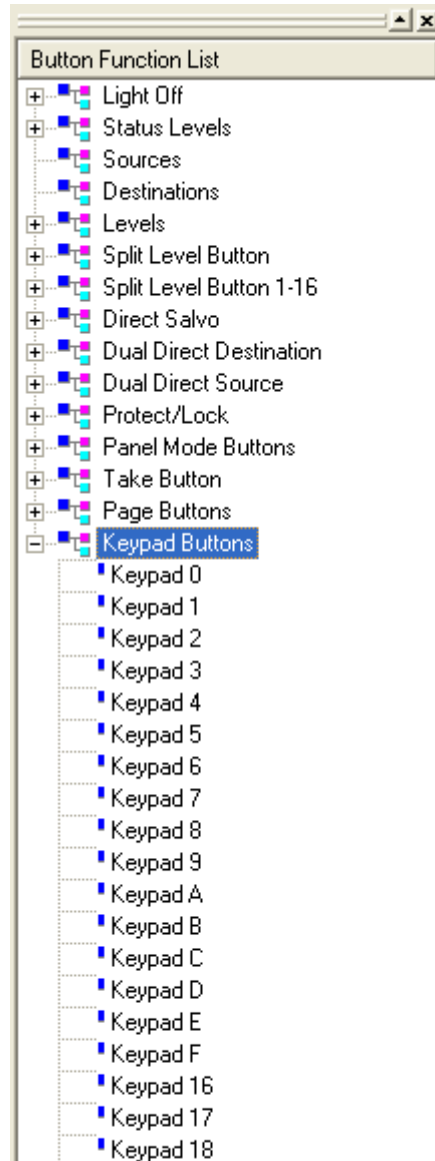 Button Function List
Light Off
Status Levels
Sources
Destinations
Levels
Split Level Button
Split Level Button 1-16
Direct Salvo
Dual Direct Destination
Dual Direct Source
Protect/Lock
Panel Mode Buttons
Take Button
Page Buttons
Keypad Buttons
Keypad 0
Keypad 1
Keypad 2
Keypad 3
Keypad 4
Keypad 5
Keypad 6
Keypad 7
Keypad 8
Keypad 9
Keypad A
Keypad B
Keypad C
Keypad D
Keypad E
Keypad F
Keypad 16
Keypad 17
Keypad 18